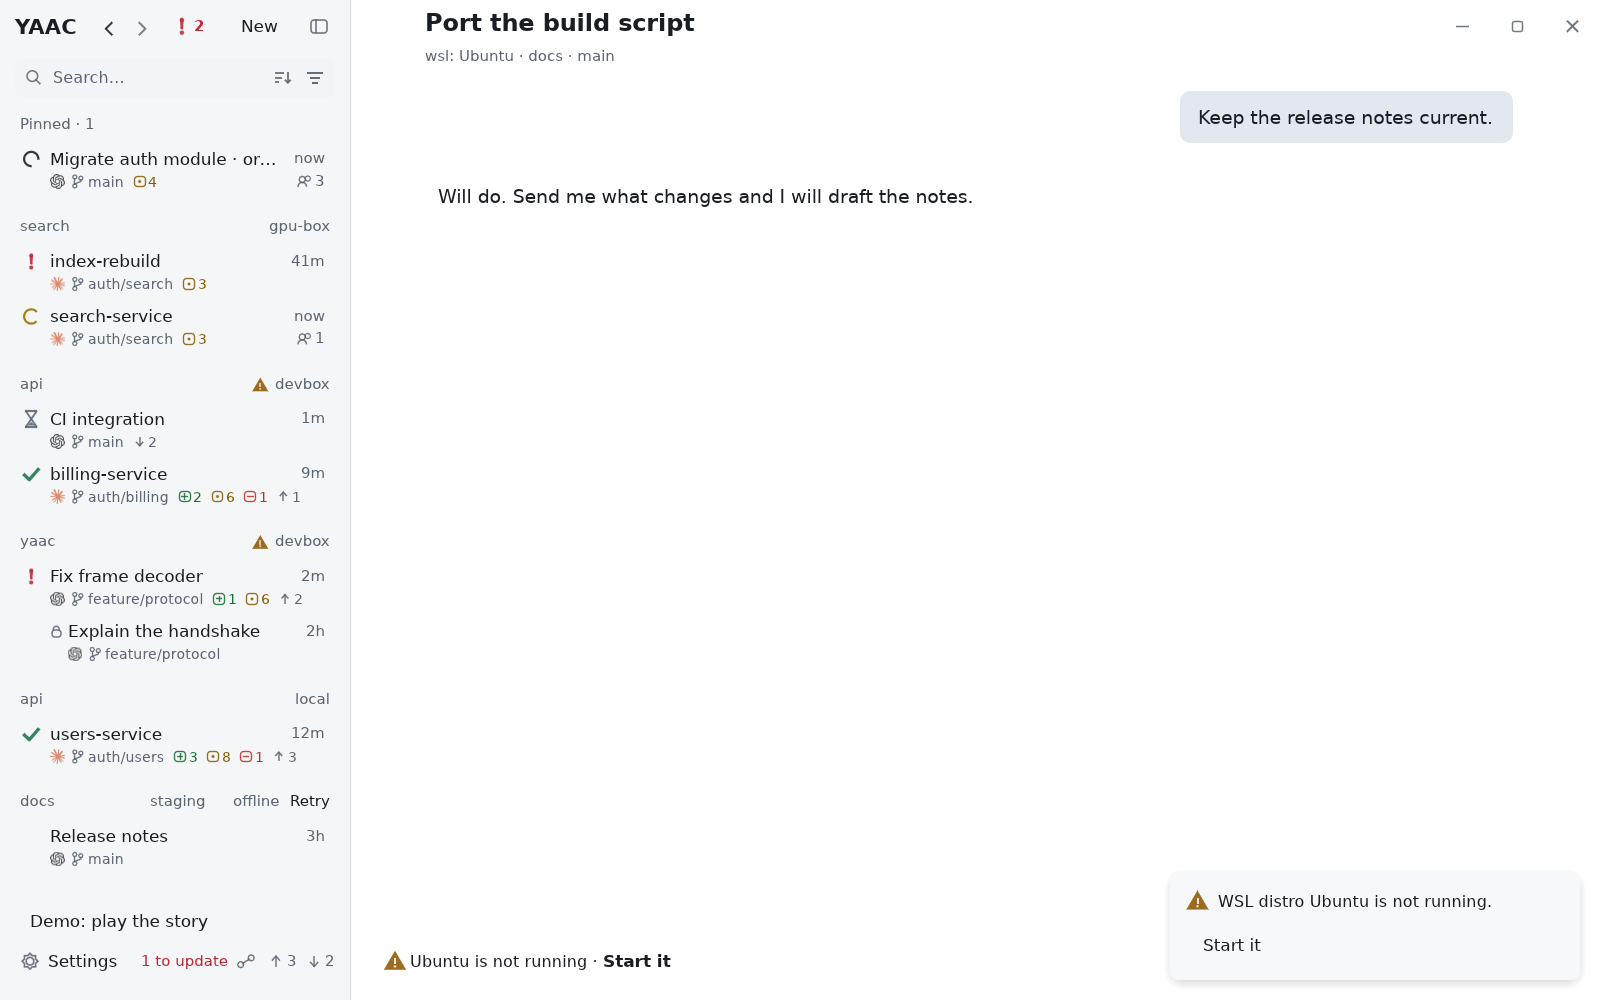 YAAC 2 New
Search...
Pinned · 1
Migrate auth module · or... now
main 4 3
search gpu-box
index-rebuild 41m
auth/search 3
search-service now
auth/search 3 1
api devbox
CI integration 1m
main 2
billing-service 9m
auth/billing 2 6 1 1
yaac devbox
Fix frame decoder 2m
feature/protocol 1 6 2
Explain the handshake 2h
feature/protocol
api local
users-service 12m
auth/users 3 8 1 3
docs staging offline Retry
Release notes 3h
main
Demo: play the story
Settings 1 to update 3 2
Port the build script
wsl: Ubuntu · docs · main
Keep the release notes current.
Will do. Send me what changes and I will draft the notes.
Ubuntu is not running · Start it
WSL distro Ubuntu is not running.
Start it